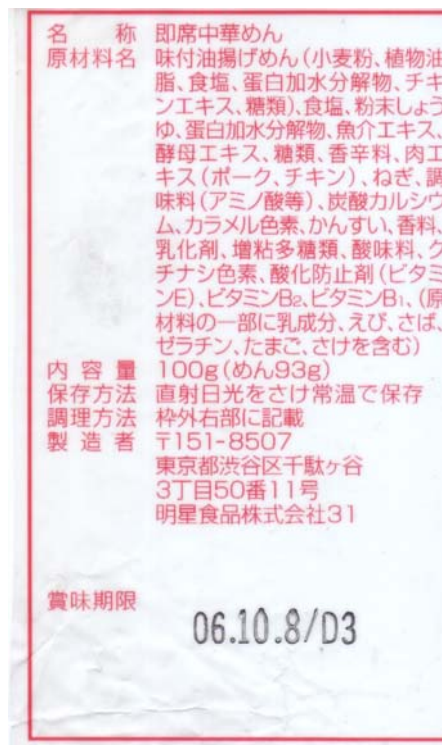 名称 即席中華めん
原材料名 味付油揚げめん(小麦粉、植物油
脂、食塩、蛋白加水分解物、チキ
ンエキス、糖類)、食塩、粉末しょう
ゆ、蛋白加水分解物、魚介エキス、
酵母エキス、糖類、香辛料、肉エ
キス(ポーク、チキン)、ねぎ、調
味料(アミノ酸等)、炭酸カルシウ
ム、カラメル色素、かんすい、香料、
乳化剤、増粘多糖類、酸味料、ク
チナシ色素、酸化防止剤(ビタミ
ンE)、ビタミンB₂、ビタミンB₁、(原
材料の一部に乳成分、えび、さば、
ゼラチン、たまご、さけを含む)
内容量 100g(めん93g)
保存方法 直射日光をさけ常温で保存
調理方法 枠外右部に記載
製造者 〒151-8507
東京都渋谷区千駄ヶ谷
3丁目50番11号
明星食品株式会社31
賞味期限
06.10.8/D3